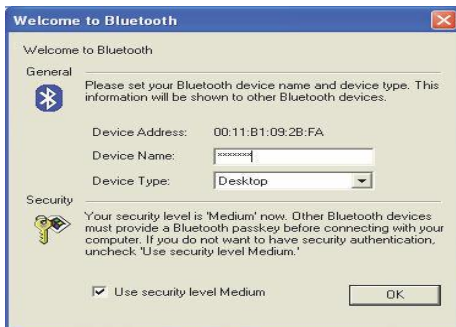 Welcome to Bluetooth
Welcome to Bluetooth
General
Please set your Bluetooth device name and device type. This
information will be shown to other Bluetooth devices.
Device Address: 00:11:B1:09:2B:FA
Device Name: xxxxxxx
Device Type: Desktop
Security
Your security level is 'Medium' now. Other Bluetooth devices
must provide a Bluetooth passkey before connecting with your
computer. If you do not want to have security authentication,
uncheck 'Use security level Medium.'
Use security level Medium
OK